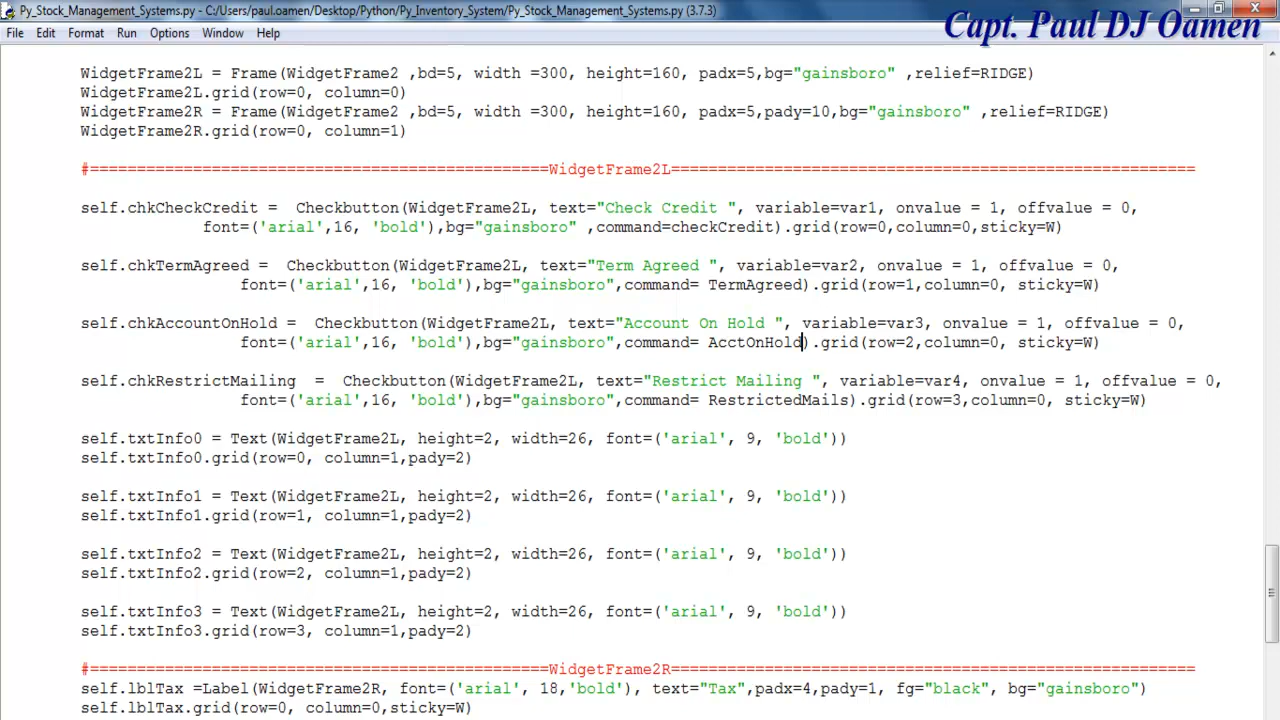 Py_Stock_Management_Systems.py - C:/Users/paul.oamen/Desktop/Python/Py_Inventory_System/Py_Stock_Management_Systems.py (3.7.3)
Capt. Paul DJ Oamen
File Edit Format Run Options Window Help
WidgetFrame2L = Frame(WidgetFrame2 ,bd=5, width =300, height=160, padx=5,bg="gainsboro" ,relief=RIDGE)
WidgetFrame2L.grid(row=0, column=0)
WidgetFrame2R = Frame(WidgetFrame2 ,bd=5, width =300, height=160, padx=5,pady=10,bg="gainsboro" ,relief=RIDGE)
WidgetFrame2R.grid(row=0, column=1)
#=================================================WidgetFrame2L========================================================
self.chkCheckCredit =  Checkbutton(WidgetFrame2L, text="Check Credit ", variable=var1, onvalue = 1, offvalue = 0,
font=('arial',16, 'bold'),bg="gainsboro" ,command=checkCredit).grid(row=0,column=0,sticky=W)
self.chkTermAgreed =  Checkbutton(WidgetFrame2L, text="Term Agreed ", variable=var2, onvalue = 1, offvalue = 0,
font=('arial',16, 'bold'),bg="gainsboro",command= TermAgreed).grid(row=1,column=0, sticky=W)
self.chkAccountOnHold =  Checkbutton(WidgetFrame2L, text="Account On Hold ", variable=var3, onvalue = 1, offvalue = 0,
font=('arial',16, 'bold'),bg="gainsboro",command= AcctOnHold).grid(row=2,column=0, sticky=W)
self.chkRestrictMailing  =  Checkbutton(WidgetFrame2L, text="Restrict Mailing ", variable=var4, onvalue = 1, offvalue = 0,
font=('arial',16, 'bold'),bg="gainsboro",command= RestrictedMails).grid(row=3,column=0, sticky=W)
self.txtInfo0 = Text(WidgetFrame2L, height=2, width=26, font=('arial', 9, 'bold'))
self.txtInfo0.grid(row=0, column=1,pady=2)
self.txtInfo1 = Text(WidgetFrame2L, height=2, width=26, font=('arial', 9, 'bold'))
self.txtInfo1.grid(row=1, column=1,pady=2)
self.txtInfo2 = Text(WidgetFrame2L, height=2, width=26, font=('arial', 9, 'bold'))
self.txtInfo2.grid(row=2, column=1,pady=2)
self.txtInfo3 = Text(WidgetFrame2L, height=2, width=26, font=('arial', 9, 'bold'))
self.txtInfo3.grid(row=3, column=1,pady=2)
#=================================================WidgetFrame2R========================================================
self.lblTax =Label(WidgetFrame2R, font=('arial', 18,'bold'), text="Tax",padx=4,pady=1, fg="black", bg="gainsboro")
self.lblTax.grid(row=0, column=0,sticky=W)